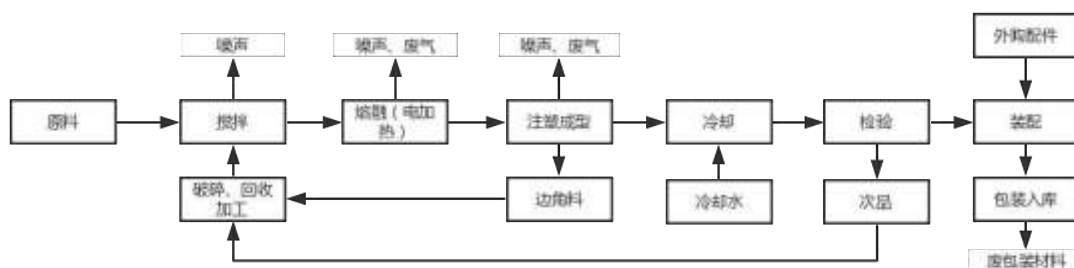 噪声
噪声、废气
噪声、废气
外购配件
原料
搅拌
熔融（电加
热）
注塑成型
冷却
检验
装配
破碎、回收
加工
边角料
冷却水
次品
包装入库
废包装材料